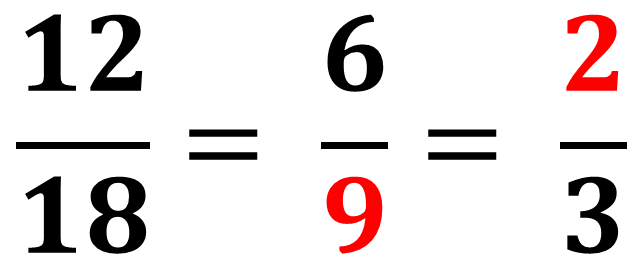 12/18 = 6/9 = 2/3